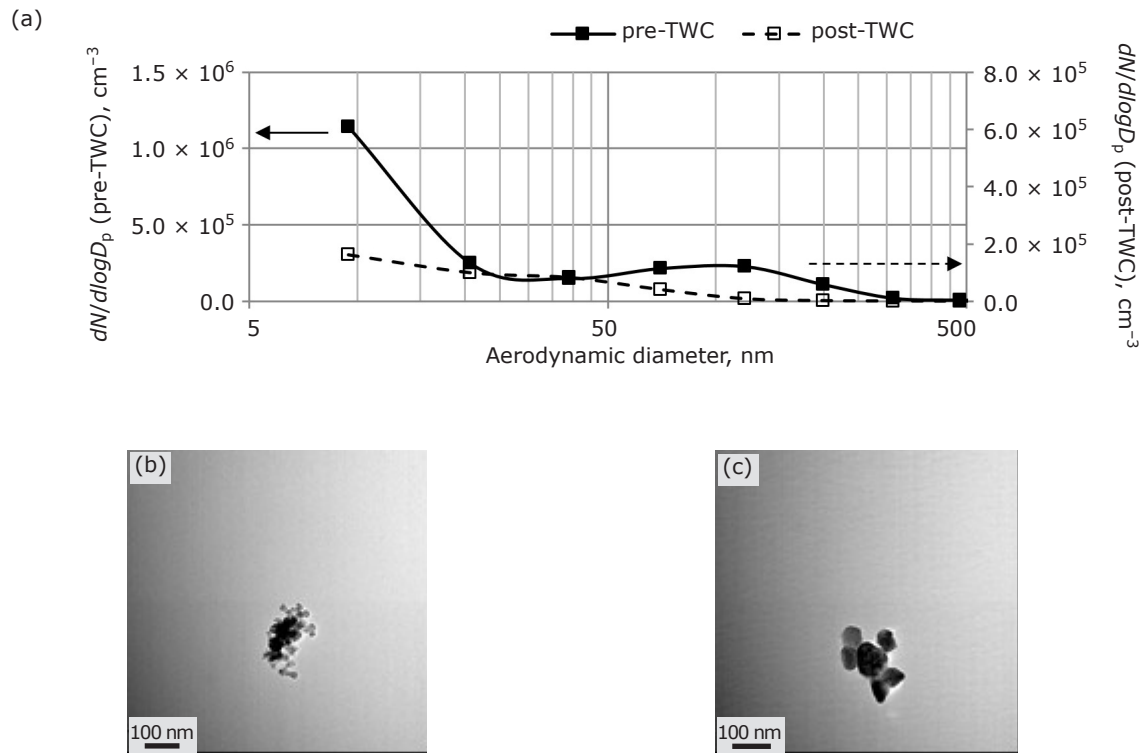 (a)
pre-TWC post-TWC
dN/dlogDp (pre-TWC), cm−3
1.5 × 10⁶
1.0 × 10⁶
5.0 × 10⁵
0.0
8.0 × 10⁵
6.0 × 10⁵
4.0 × 10⁵
2.0 × 10⁵
0.0
dN/dlogDp (post-TWC), cm−3
5 50 500
Aerodynamic diameter, nm
(b)
100 nm
(c)
100 nm